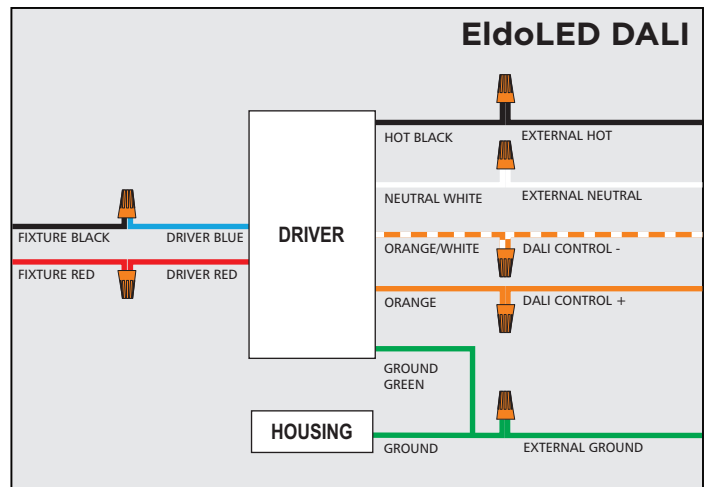 EldoLED DALI
HOT BLACK
EXTERNAL HOT
NEUTRAL WHITE
EXTERNAL NEUTRAL
FIXTURE BLACK
DRIVER BLUE
DRIVER
ORANGE/WHITE
DALI CONTROL -
FIXTURE RED
DRIVER RED
ORANGE
DALI CONTROL +
GROUND
GREEN
HOUSING
GROUND
EXTERNAL GROUND